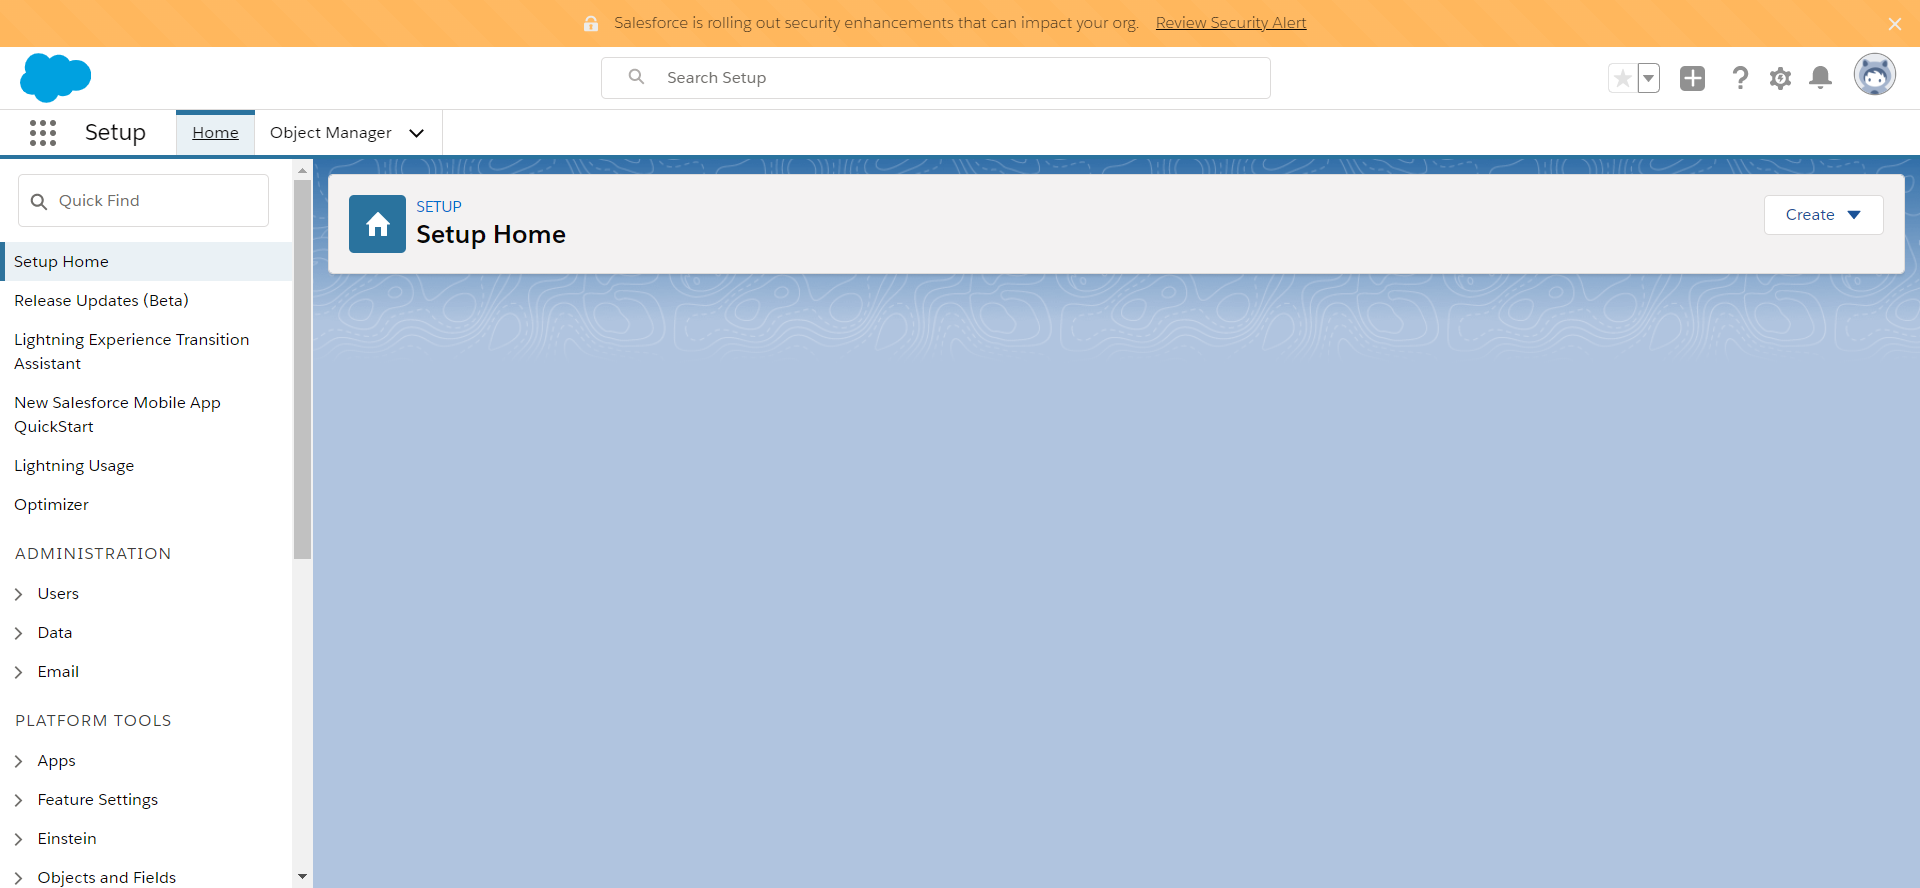 Salesforce is rolling out security enhancements that can impact your org. Review Security Alert
Search Setup
Setup
Home
Object Manager
Quick Find
Setup Home
Release Updates (Beta)
Lightning Experience Transition
Assistant
New Salesforce Mobile App
QuickStart
Lightning Usage
Optimizer
ADMINISTRATION
Users
Data
Email
PLATFORM TOOLS
Apps
Feature Settings
Einstein
Objects and Fields
SETUP
Setup Home
Create